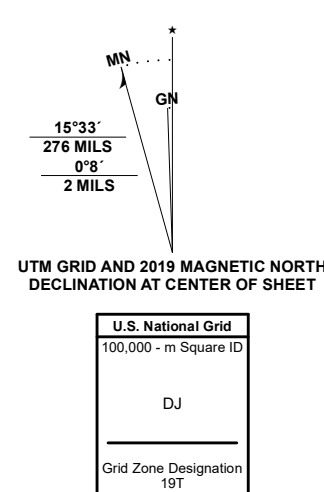 ★
MN
GN
15°33´
276 MILS
0°8´
2 MILS
UTM GRID AND 2019 MAGNETIC NORTH
DECLINATION AT CENTER OF SHEET
U.S. National Grid
100,000 - m Square ID
DJ
Grid Zone Designation
19T